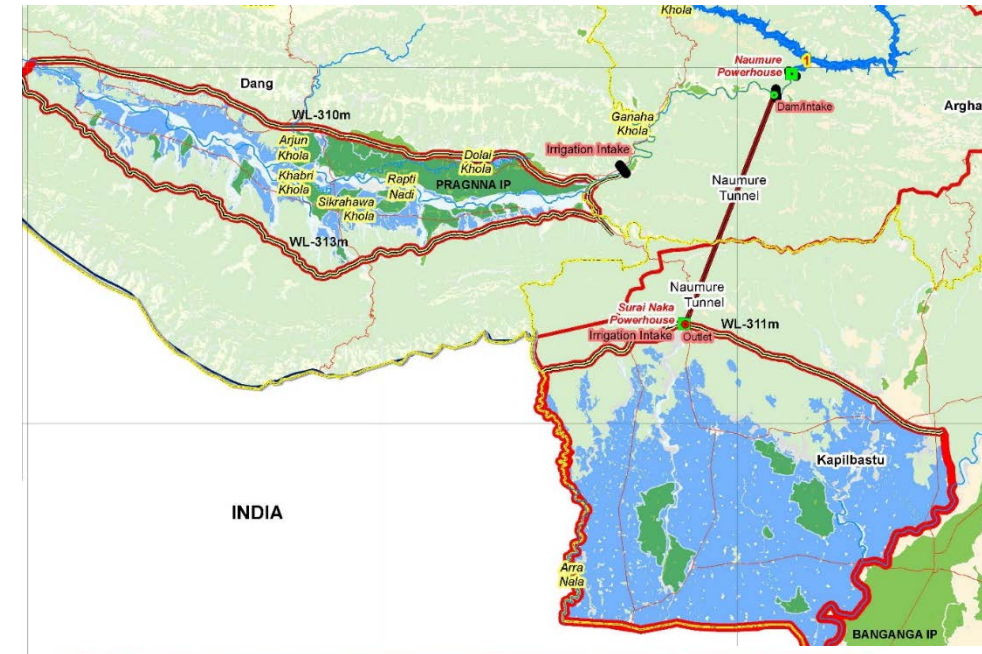 Khola
Naumure
Powerhouse
1
Dang
Dam/Intake
Argha
WL-310m
Ganaha
Khola
Arjun
Khola
Dolai
Khola
Irrigation Intake
Khabri
Khola
Rapti
Nadi
PRAGNNA IP
Sikrahawa
Khola
Naumure
Tunnel
WL-313m
Naumure
Tunnel
Surai Naka
Powerhouse
WL-311m
Irrigation Intake
Outlet
Kapilbastu
INDIA
Arra
Nala
BANGANGA IP